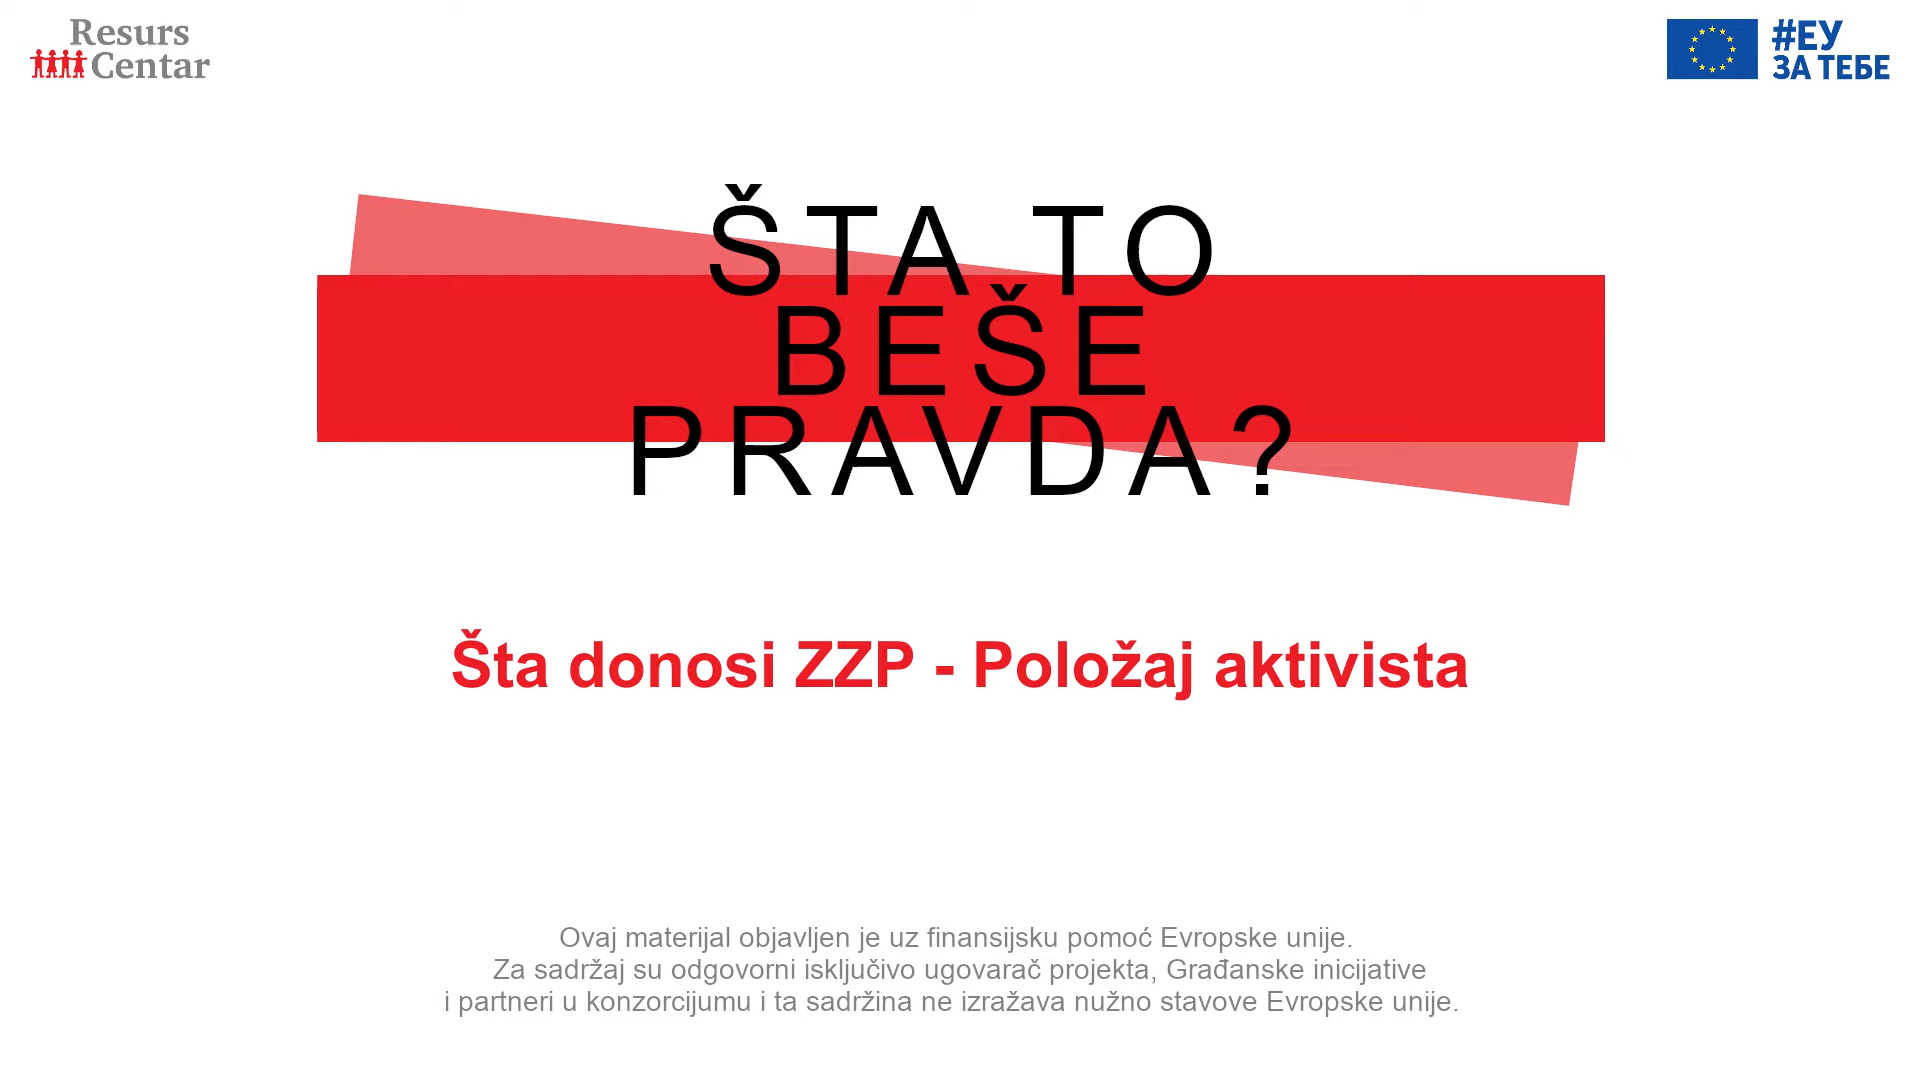 Resurs
Centar
#ЕУ
ЗА ТЕБЕ
ŠTA TO
BEŠE
PRAVDA?
Šta donosi ZZP - Položaj aktivista
Ovaj materijal objavljen je uz finansijsku pomoć Evropske unije.
Za sadržaj su odgovorni isključivo ugovarač projekta, Građanske inicijative
i partneri u konzorcijumu i ta sadržina ne izražava nužno stavove Evropske unije.